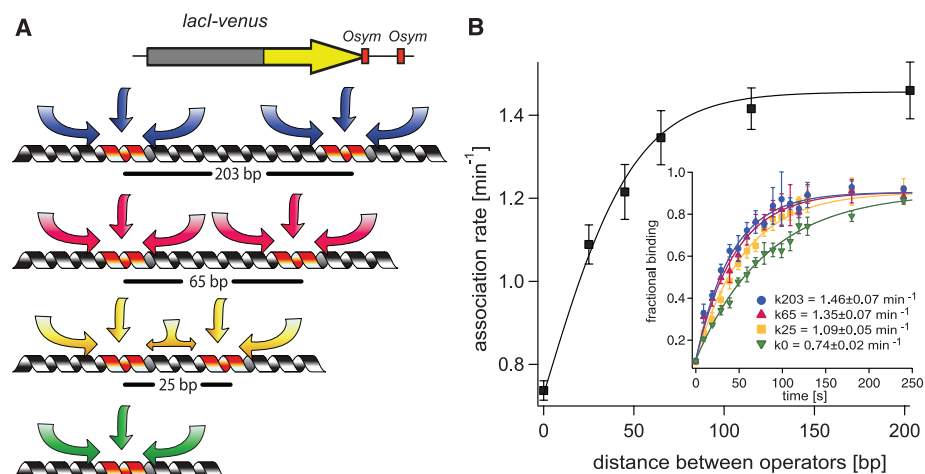 A
lacI-venus
Osym
Osym
203 bp
65 bp
25 bp
B
association rate [min-1]
1.4
1.2
1.0
0.8
0
50
100
150
200
distance between operators [bp]
fractional binding
1.0
0.8
0.6
0.4
0.2
k203 = 1.46±0.07 min -1
k65 = 1.35±0.07 min -1
k25 = 1.09±0.05 min -1
k0 = 0.74±0.02 min -1
0
50
100
150
200
250
time [s]